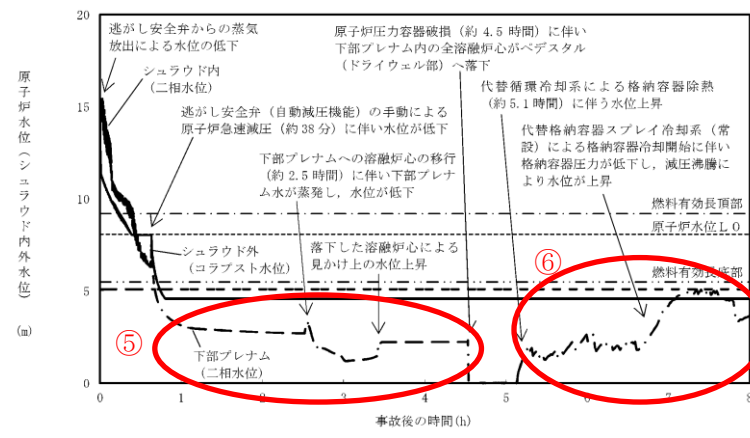 逃がし安全弁からの蒸気
放出による水位の低下
シュラウド内
(二相水位)
逃がし安全弁(自動減圧機能)の手動による
原子炉急速減圧(約38分)に伴い水位が低下
下部プレナムへの溶融炉心の移行
(約2.5時間)に伴い下部プレナ
ム水が蒸発し,水位が低下
シュラウド外
(コラプスト水位)
落下した溶融炉心による
見かけ上の水位上昇
原子炉圧力容器破損(約4.5時間)に伴い
下部プレナム内の全溶融炉心がペデスタル
(ドライウェル部)へ落下
代替循環冷却系による格納容器除熱
(約5.1時間)に伴う水位上昇
代替格納容器スプレイ冷却系(常
設)による格納容器冷却開始に伴い
格納容器圧力が低下し,減圧沸騰に
より水位が上昇
燃料有効長頂部
原子炉水位L0
燃料有効長底部
⑤
⑥
下部プレナム
(二相水位)
原子炉水位(シュラウド内外水位)
(m)
20
15
10
5
0
0 1 2 3 4 5 6 7 8
事故後の時間(h)